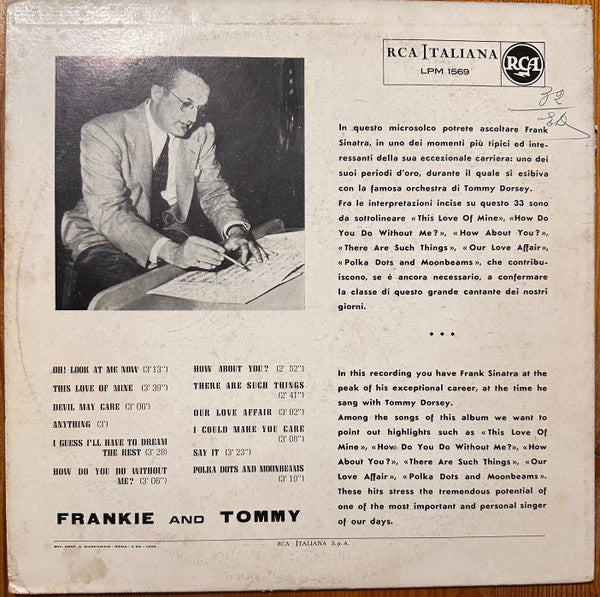 RCA ITALIANA
LPM 1569
RCA
32
In questo microsolco potrete ascoltare Frank
Sinatra, in uno dei momenti più tipici ed inte-
ressanti della sua eccezionale carriera: uno dei
suoi periodi d'oro, durante il quale si esibiva
con la famosa orchestra di Tommy Dorsey.
Fra le interpretazioni incise su questo 33 sono
da sottolineare «This Love Of Mine», «How Do
You Do Without Me?», «How About You?»,
«There Are Such Things», «Our Love Affair»,
«Polka Dots and Moonbeams», che contribui-
scono, se è ancora necessario, a confermare
la classe di questo grande cantante dei nostri
giorni.
* * *
In this recording you have Frank Sinatra at the
peak of his exceptional career, at the time he
sang with Tommy Dorsey.
Among the songs of this album we want to
point out highlights such as «This Love Of
Mine», «How Do You Do Without Me?», «How
About You?», «There Are Such Things», «Our
Love Affair», «Polka Dots and Moonbeams».
These hits stress the tremendous potential of
one of the most important and personal singer
of our days.
OH! LOOK AT ME NOW (3'13")
THIS LOVE OF MINE (3' 39")
DEVIL MAY CARE (3' 06")
ANYTHING (3')
I GUESS I'LL HAVE TO DREAM
THE REST (3' 28)
HOW DO YOU DO WITHOUT
ME? (3' 06")
HOW ABOUT YOU? (2' 52")
THERE ARE SUCH THINGS
(2' 41")
OUR LOVE AFFAIR (3' 02")
I COULD MAKE YOU CARE
(3' 08")
SAY IT (3' 23")
POLKA DOTS AND MOONBEAMS
(3' 19")
FRANKIE AND TOMMY
RCA ITALIANA S.p.A.